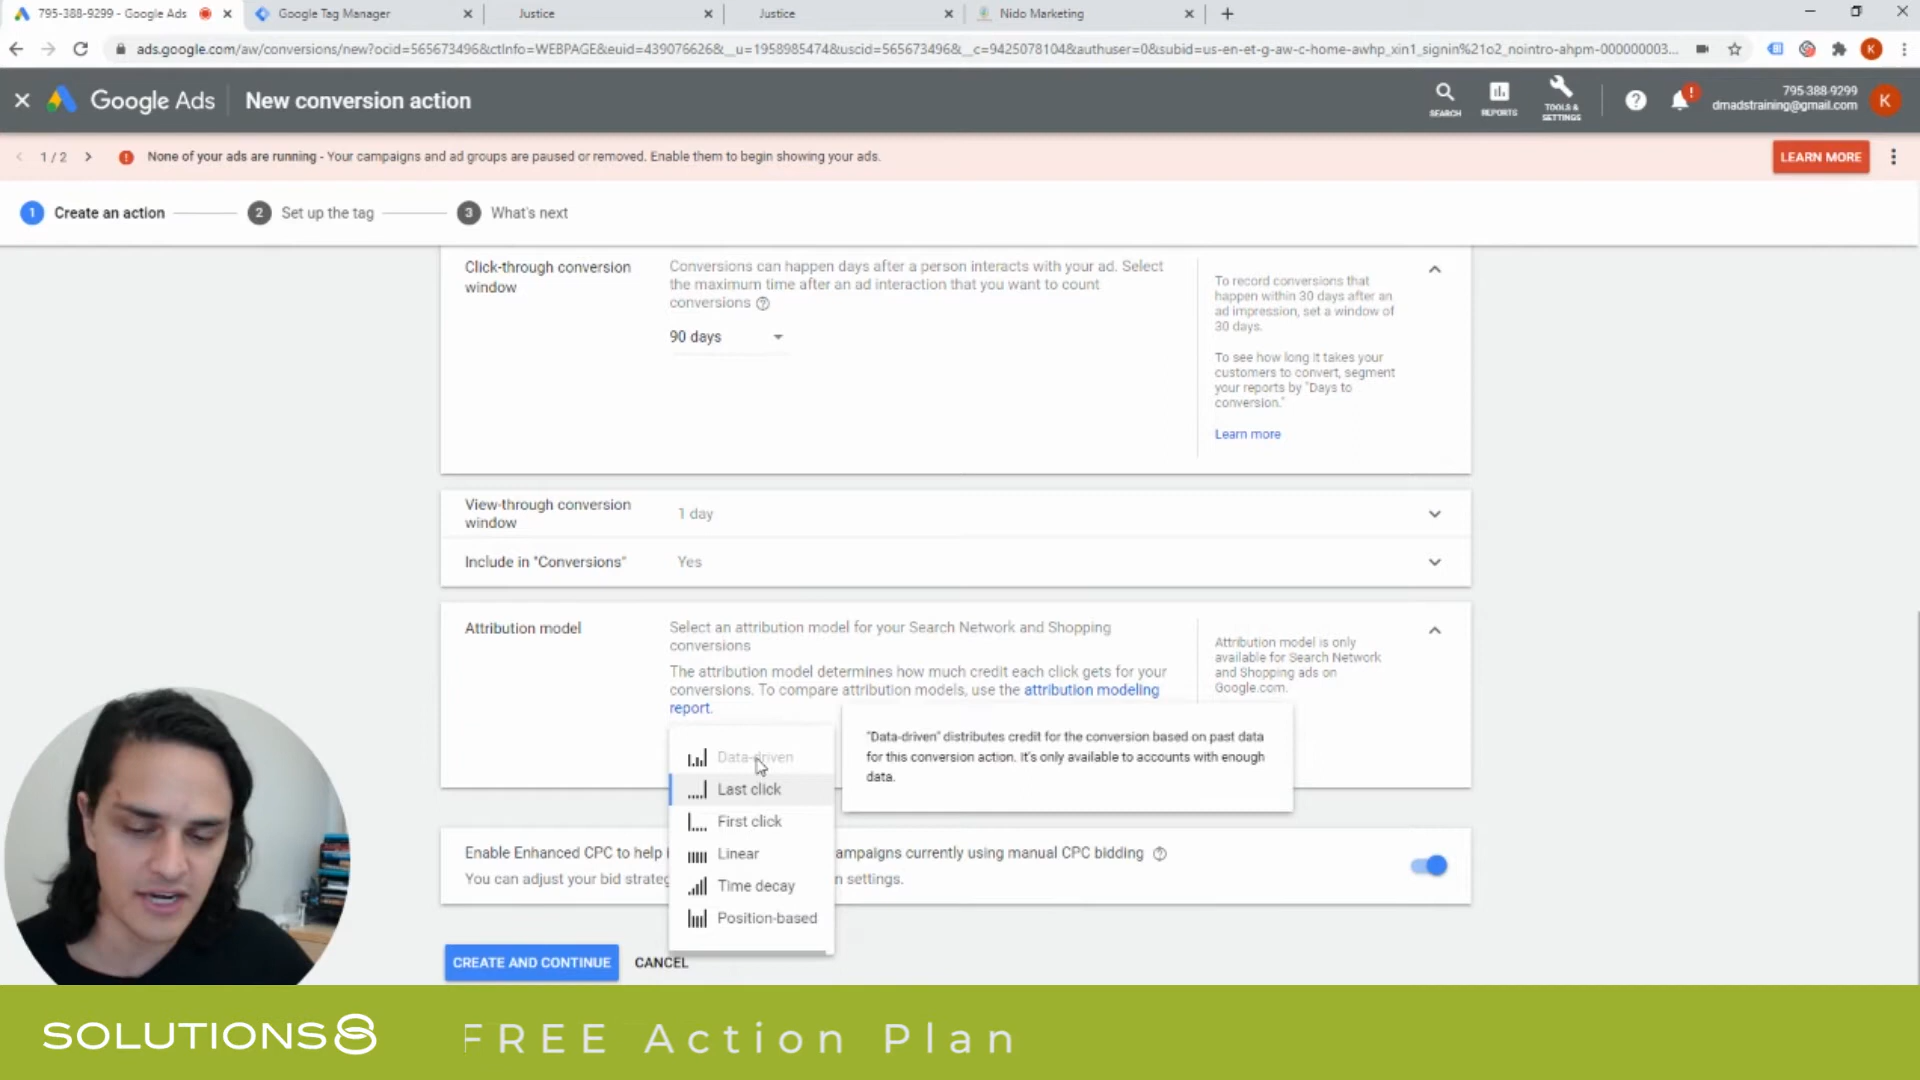 795-388-9299 - Google Ads
Google Tag Manager
Justice
Justice
Nido Marketing
ads.google.com/aw/conversions/new?ocid=565673496&ctInfo=WEBPAGE&euid=439076626&__u=1958985474&uscid=565673496&__c=9425078104&authuser=0&subid=us-en-et-g-aw-c-home-awhp_xin1_signin%21o2_nointro-ahpm-000000003...
K
Google Ads
New conversion action
SEARCH
REPORTS
TOOLS &
SETTINGS
795-388-9299
dmadstraining@gmail.com
K
1 / 2
None of your ads are running - Your campaigns and ad groups are paused or removed. Enable them to begin showing your ads.
LEARN MORE
1 Create an action
2 Set up the tag
3 What's next
Click-through conversion
window
Conversions can happen days after a person interacts with your ad. Select
the maximum time after an ad interaction that you want to count
conversions
90 days
To record conversions that
happen within 30 days after an
ad impression, set a window of
30 days.
To see how long it takes your
customers to convert, segment
your reports by "Days to
conversion."
Learn more
View-through conversion
window
1 day
Include in "Conversions"
Yes
Attribution model
Select an attribution model for your Search Network and Shopping
conversions
The attribution model determines how much credit each click gets for your
conversions. To compare attribution models, use the attribution modeling
report.
Attribution model is only
available for Search Network
and Shopping ads on
Google.com.
Data-driven
Last click
First click
Linear
Time decay
Position-based
"Data-driven" distributes credit for the conversion based on past data
for this conversion action. It's only available to accounts with enough
data.
Enable Enhanced CPC to help
ampaigns currently using manual CPC bidding
You can adjust your bid strateg
n settings.
CREATE AND CONTINUE
CANCEL
SOLUTIONS8
FREE Action Plan